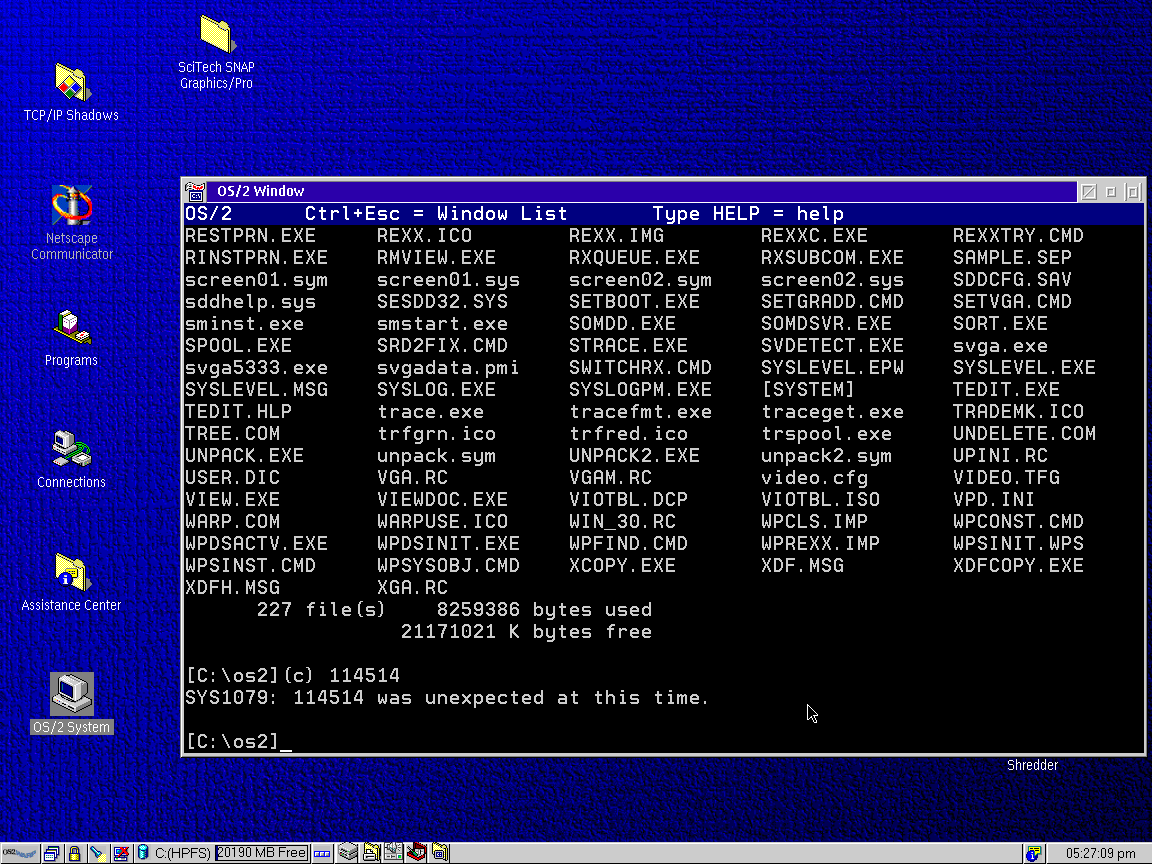 SciTech SNAP
Graphics/Pro
TCP/IP Shadows
Netscape
Communicator
Programs
Connections
Assistance Center
OS/2 System
OS/2 Window
OS/2 Ctrl+Esc = Window List Type HELP = help
RESTPRN.EXE REXX.ICO REXX.IMG REXXC.EXE REXXTRY.CMD
RINSTPRN.EXE RMVIEW.EXE RXQUEUE.EXE RXSUBCOM.EXE SAMPLE.SEP
screen01.sym screen01.sys screen02.sym screen02.sys SDDCFG.SAV
sddhelp.sys SESDD32.SYS SETBOOT.EXE SETGRADD.CMD SETVGA.CMD
sminst.exe smstart.exe SOMDD.EXE SOMDSVR.EXE SORT.EXE
SPOOL.EXE SRD2FIX.CMD STRACE.EXE SVDETECT.EXE svga.exe
svga5333.exe svgadata.pmi SWITCHRX.CMD SYSLEVEL.EPW SYSLEVEL.EXE
SYSLEVEL.MSG SYSLOG.EXE SYSLOGPM.EXE [SYSTEM] TEDIT.EXE
TEDIT.HLP trace.exe tracefmt.exe traceget.exe TRADEMK.ICO
TREE.COM trfgrn.ico trfred.ico trspool.exe UNDELETE.COM
UNPACK.EXE unpack.sym UNPACK2.EXE unpack2.sym UPINI.RC
USER.DIC VGA.RC VGAM.RC video.cfg VIDEO.TFG
VIEW.EXE VIEWDOC.EXE VIOTBL.DCP VIOTBL.ISO VPD.INI
WARP.COM WARPUSE.ICO WIN_30.RC WPCLS.IMP WPCONST.CMD
WPDSACTV.EXE WPDSINIT.EXE WPFIND.CMD WPREXX.IMP WPSINIT.WPS
WPSINST.CMD WPSYSOBJ.CMD XCOPY.EXE XDF.MSG XDFCOPY.EXE
XDFH.MSG XGA.RC
227 file(s) 8259386 bytes used
21171021 K bytes free
[C:\os2](c) 114514
SYS1079: 114514 was unexpected at this time.
[C:\os2]_
Shredder
C:(HPFS) 20190 MB Free 05:27:09 pm